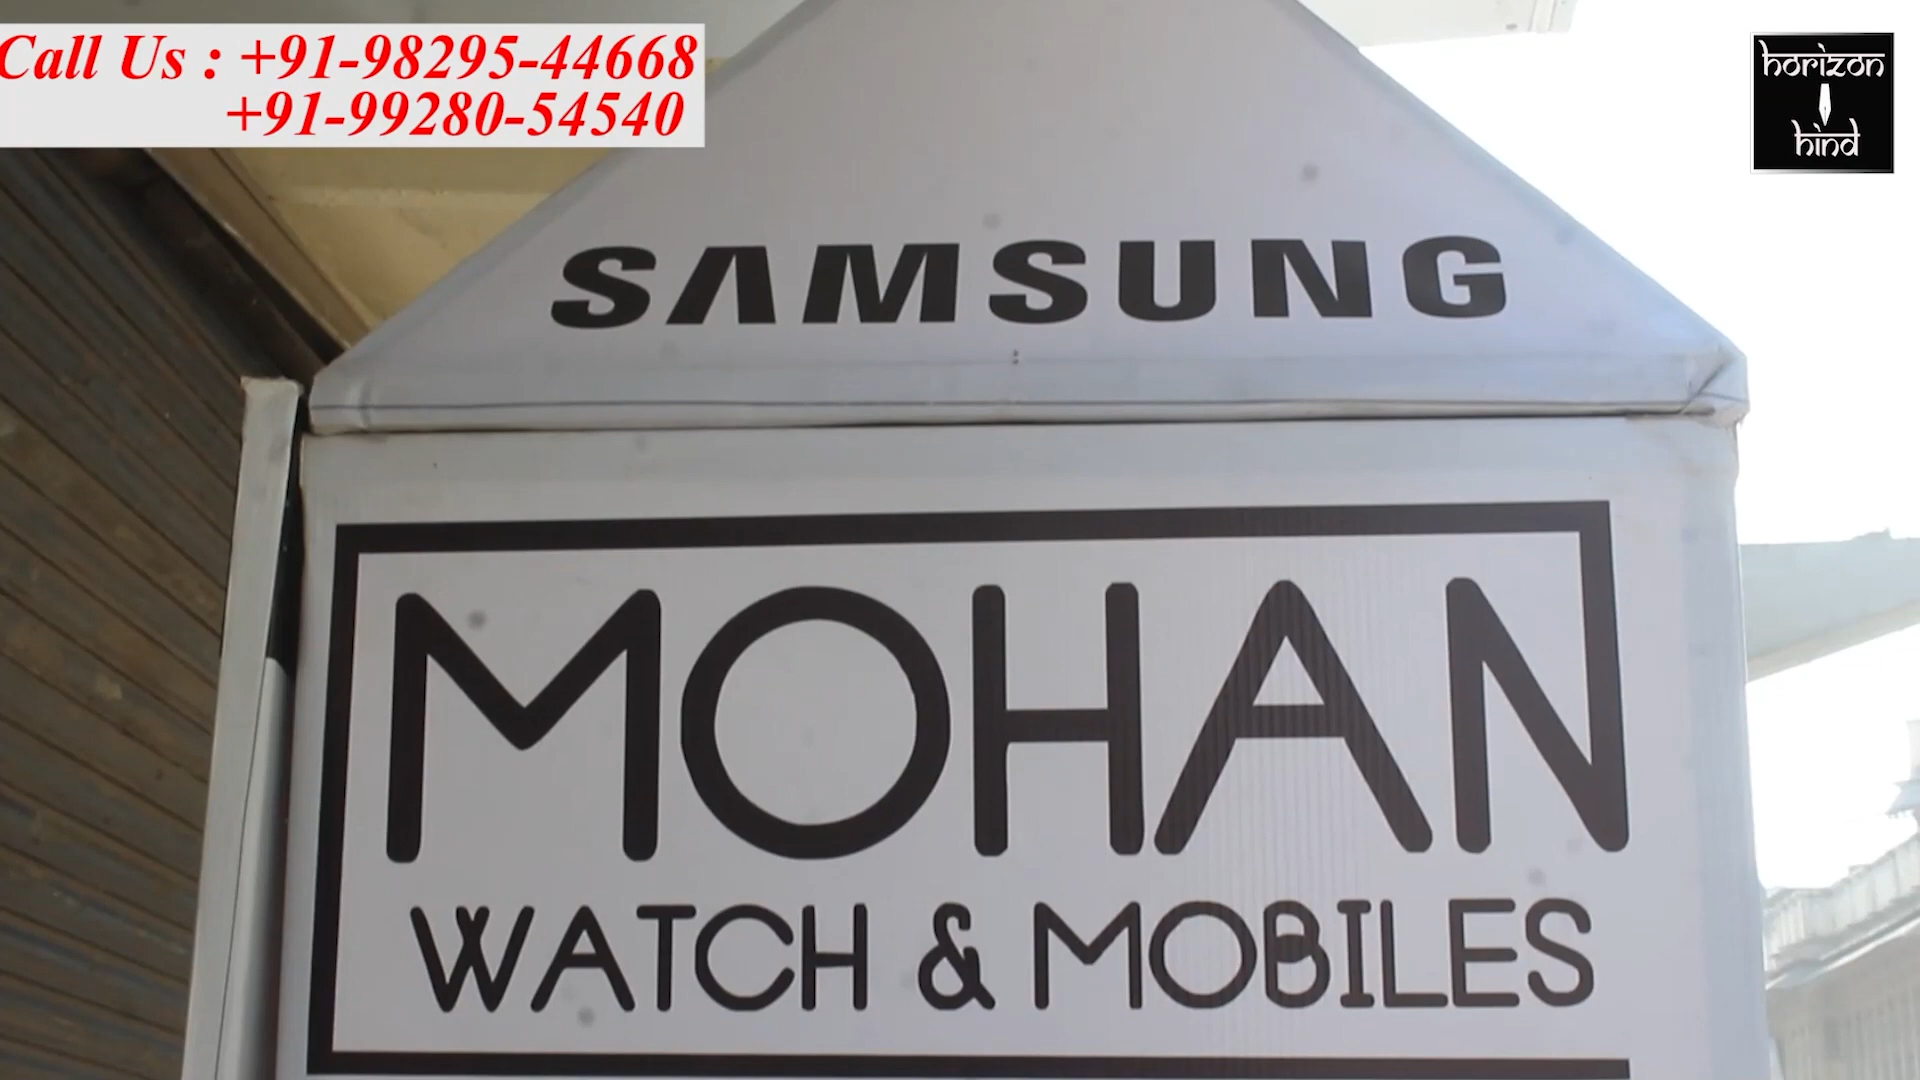 Call Us : +91-98295-44668
+91-99280-54540
horizon
hind
SAMSUNG
MOHAN
WATCH & MOBILES